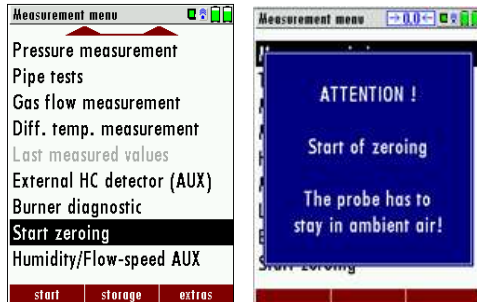 Measurement menu
Pressure measurement
Pipe tests
Gas flow measurement
Diff. temp. measurement
Last measured values
External HC detector (AUX)
Burner diagnostic
Start zeroing
Humidity/Flow-speed AUX
start storage extras
Measurement menu →0.0←
ATTENTION !
Start of zeroing
The probe has to
stay in ambient air!
Start zeroing